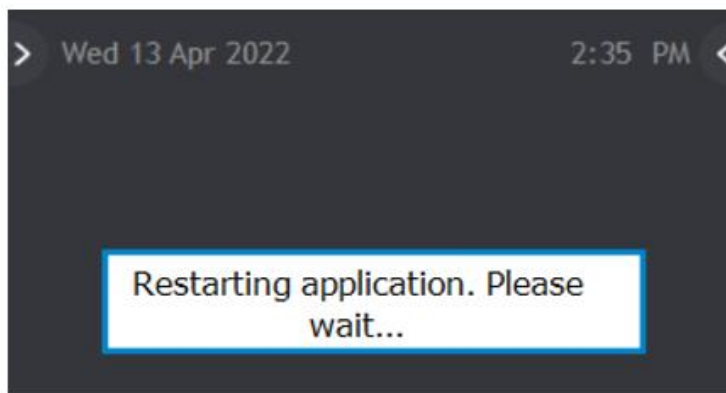 Wed 13 Apr 2022 2:35 PM
Restarting application. Please
wait...